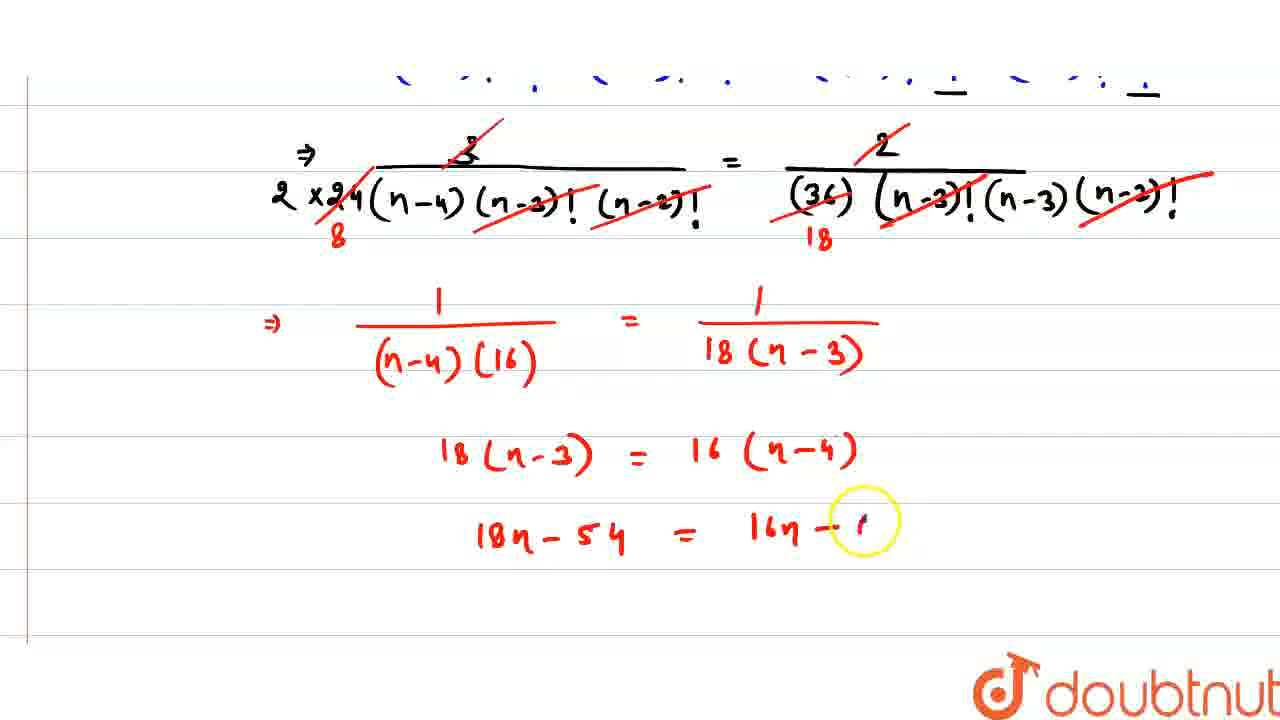 ⇒ 3 / 2 × 24 (n-4) (n-3)! (n-2)! = 2 / (36) (n-3)! (n-3) (n-2)!
8 18
⇒ 1 / (n-4) (16) = 1 / 18 (n-3)
18 (n-3) = 16 (n-4)
18n - 54 = 16n -
doubtnut